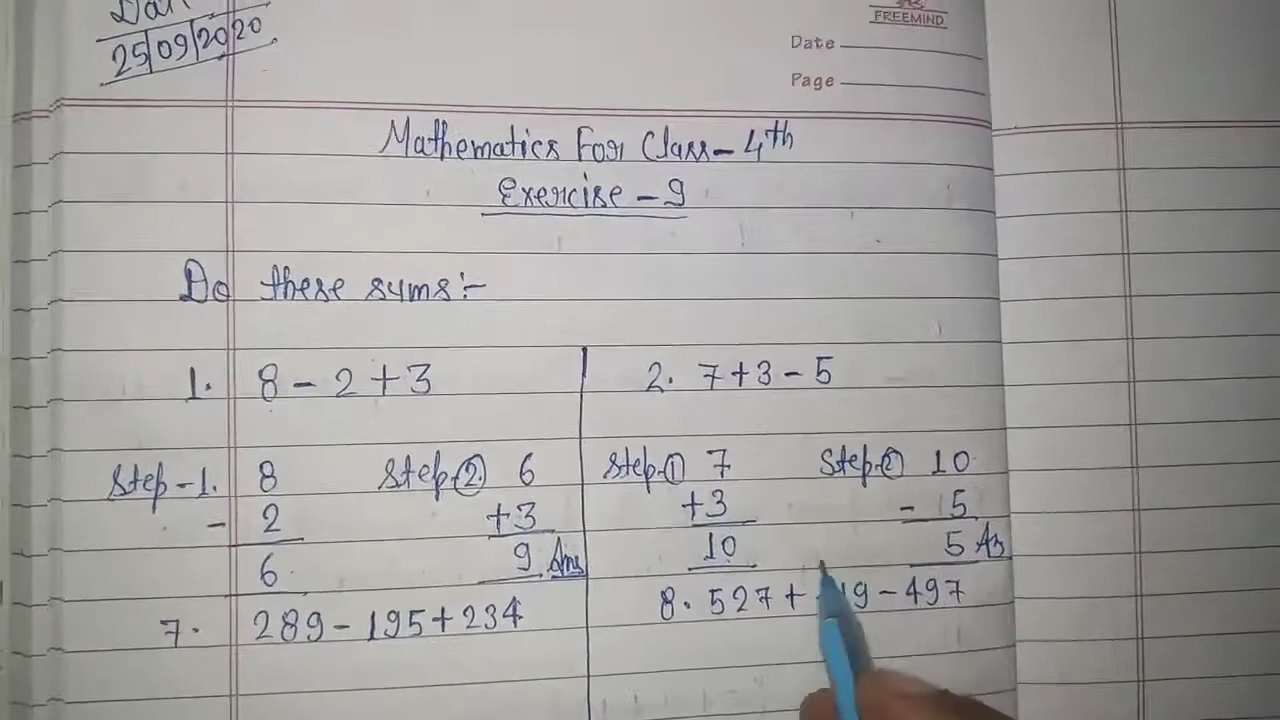 25/09/2020
FREEMIND
Date
Page
Mathematics For Class-4th
Exercise-9
Do these sums:-
1. 8-2+3
2. 7+3-5
Step-1. 8
- 2
6
Step-② 6
+3
9 Ans
Step-① 7
+3
10
Step-② 10
- 5
5 As
7. 289-195+234
8. 527+ 19-497